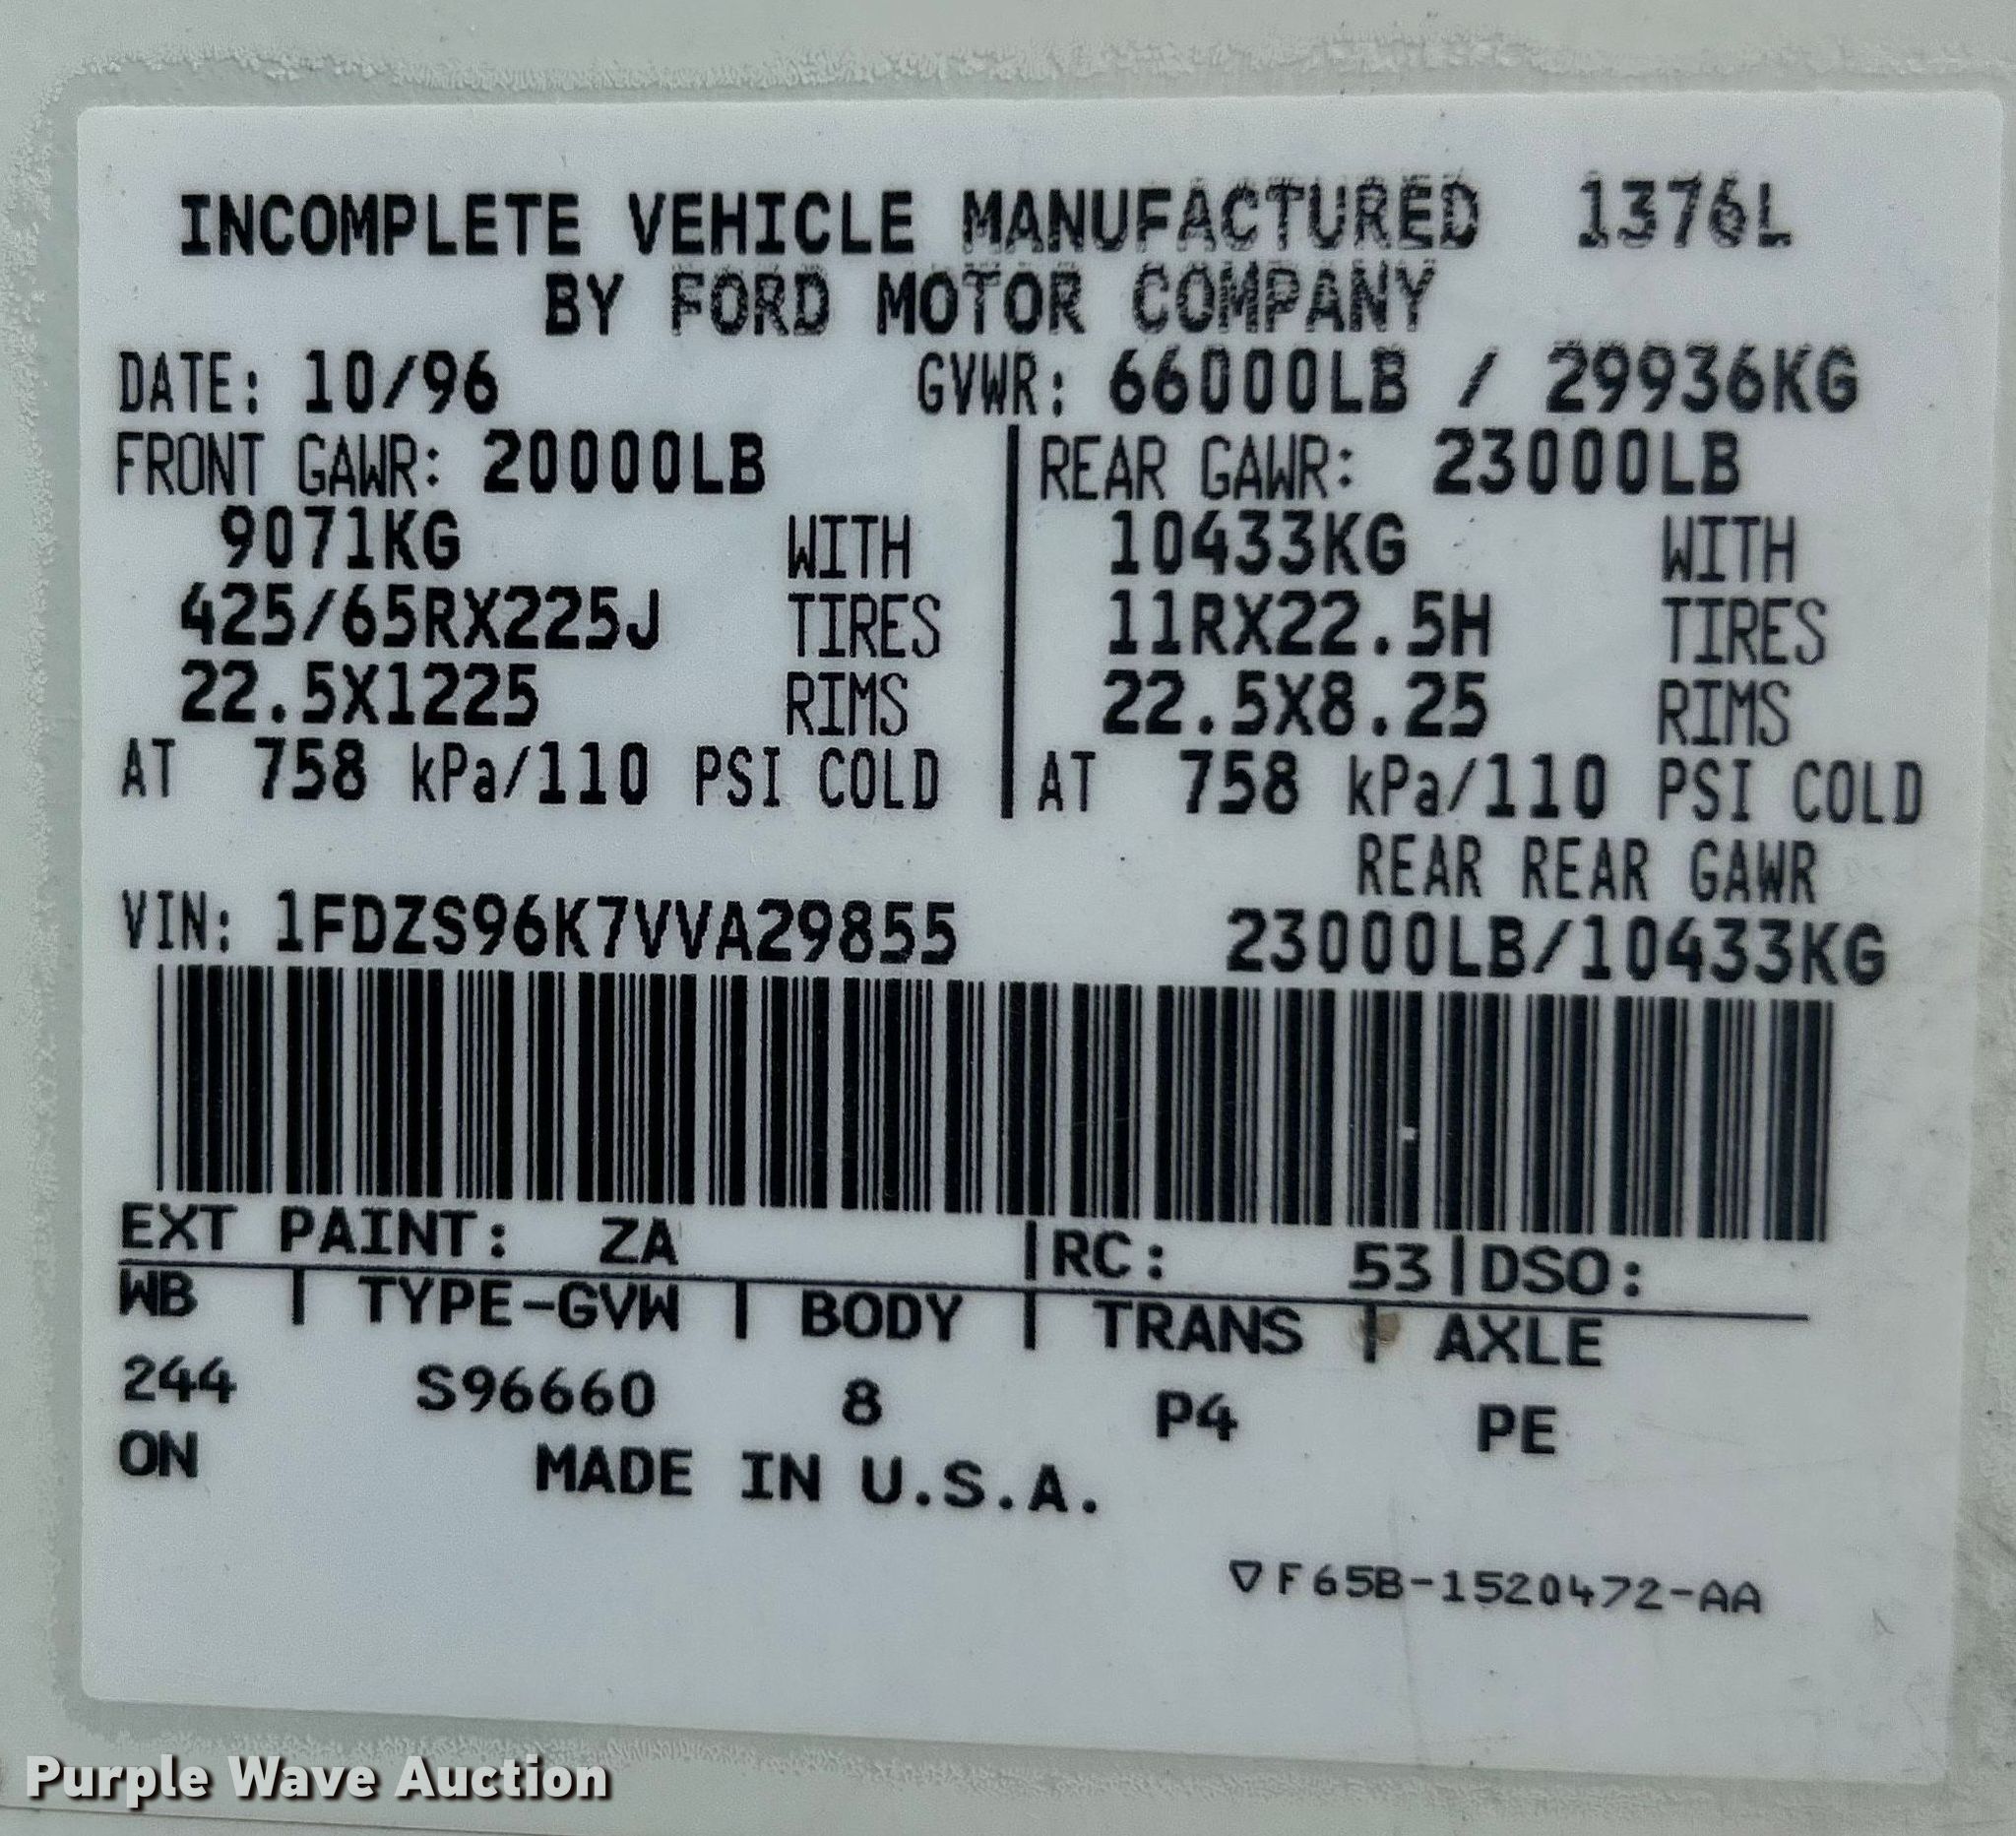 INCOMPLETE VEHICLE MANUFACTURED 1376L
BY FORD MOTOR COMPANY
DATE: 10/96 GVWR: 66000LB / 29936KG
FRONT GAWR: 20000LB | REAR GAWR: 23000LB
9071KG WITH 10433KG WITH
425/65RX225J TIRES 11RX22.5H TIRES
22.5X1225 RIMS 22.5X8.25 RIMS
AT 758 kPa/110 PSI COLD | AT 758 kPa/110 PSI COLD
REAR REAR GAWR
VIN: 1FDZS96K7VVA29855 23000LB/10433KG
EXT PAINT: ZA |RC: 53|DSO:
WB | TYPE-GVW | BODY | TRANS | AXLE
244 S96660 8 P4 PE
ON MADE IN U.S.A.
▽F65B-1520472-AA
Purple Wave Auction